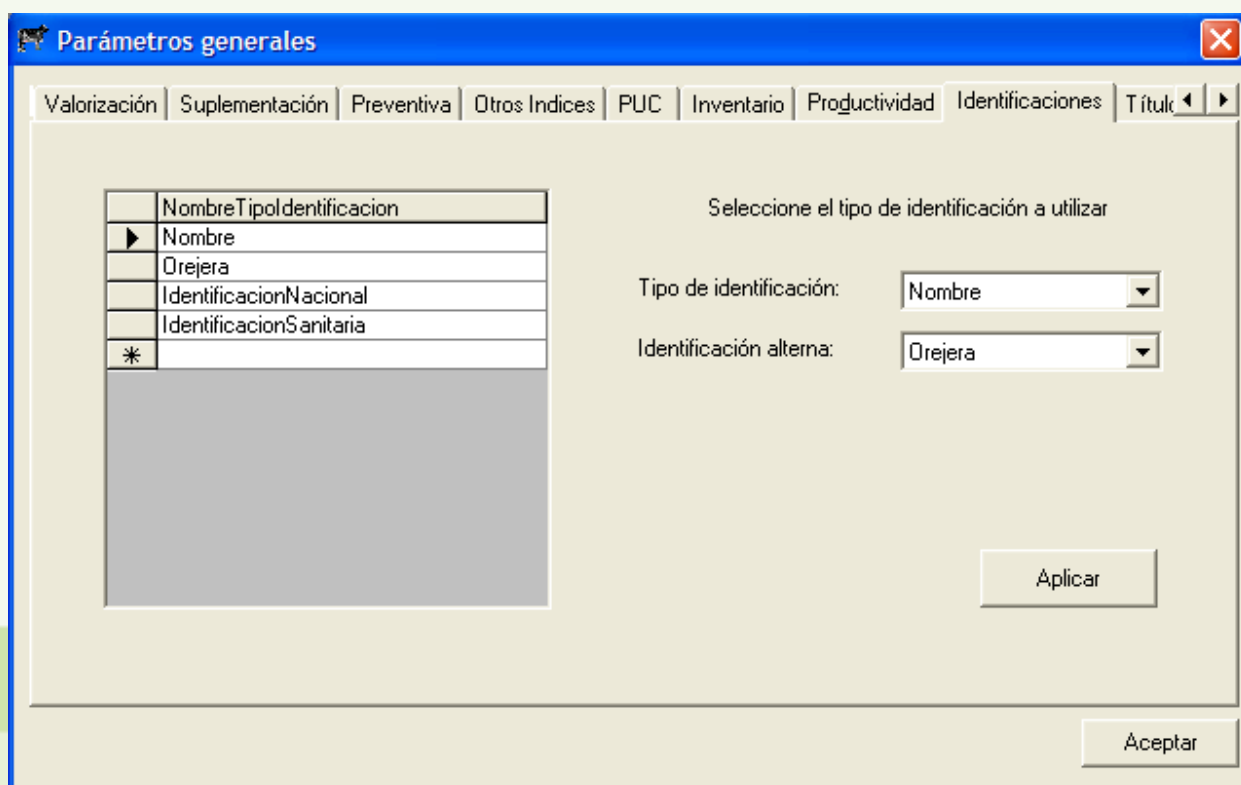 Parámetros generales
Valorización Suplementación Preventiva Otros Indices PUC Inventario Productividad Identificaciones Título
NombreTipoIdentificacion
Seleccione el tipo de identificación a utilizar
Nombre
Orejera
Tipo de identificación: Nombre
IdentificacionNacional
IdentificacionSanitaria
Identificación alterna: Orejera
Aplicar
Aceptar